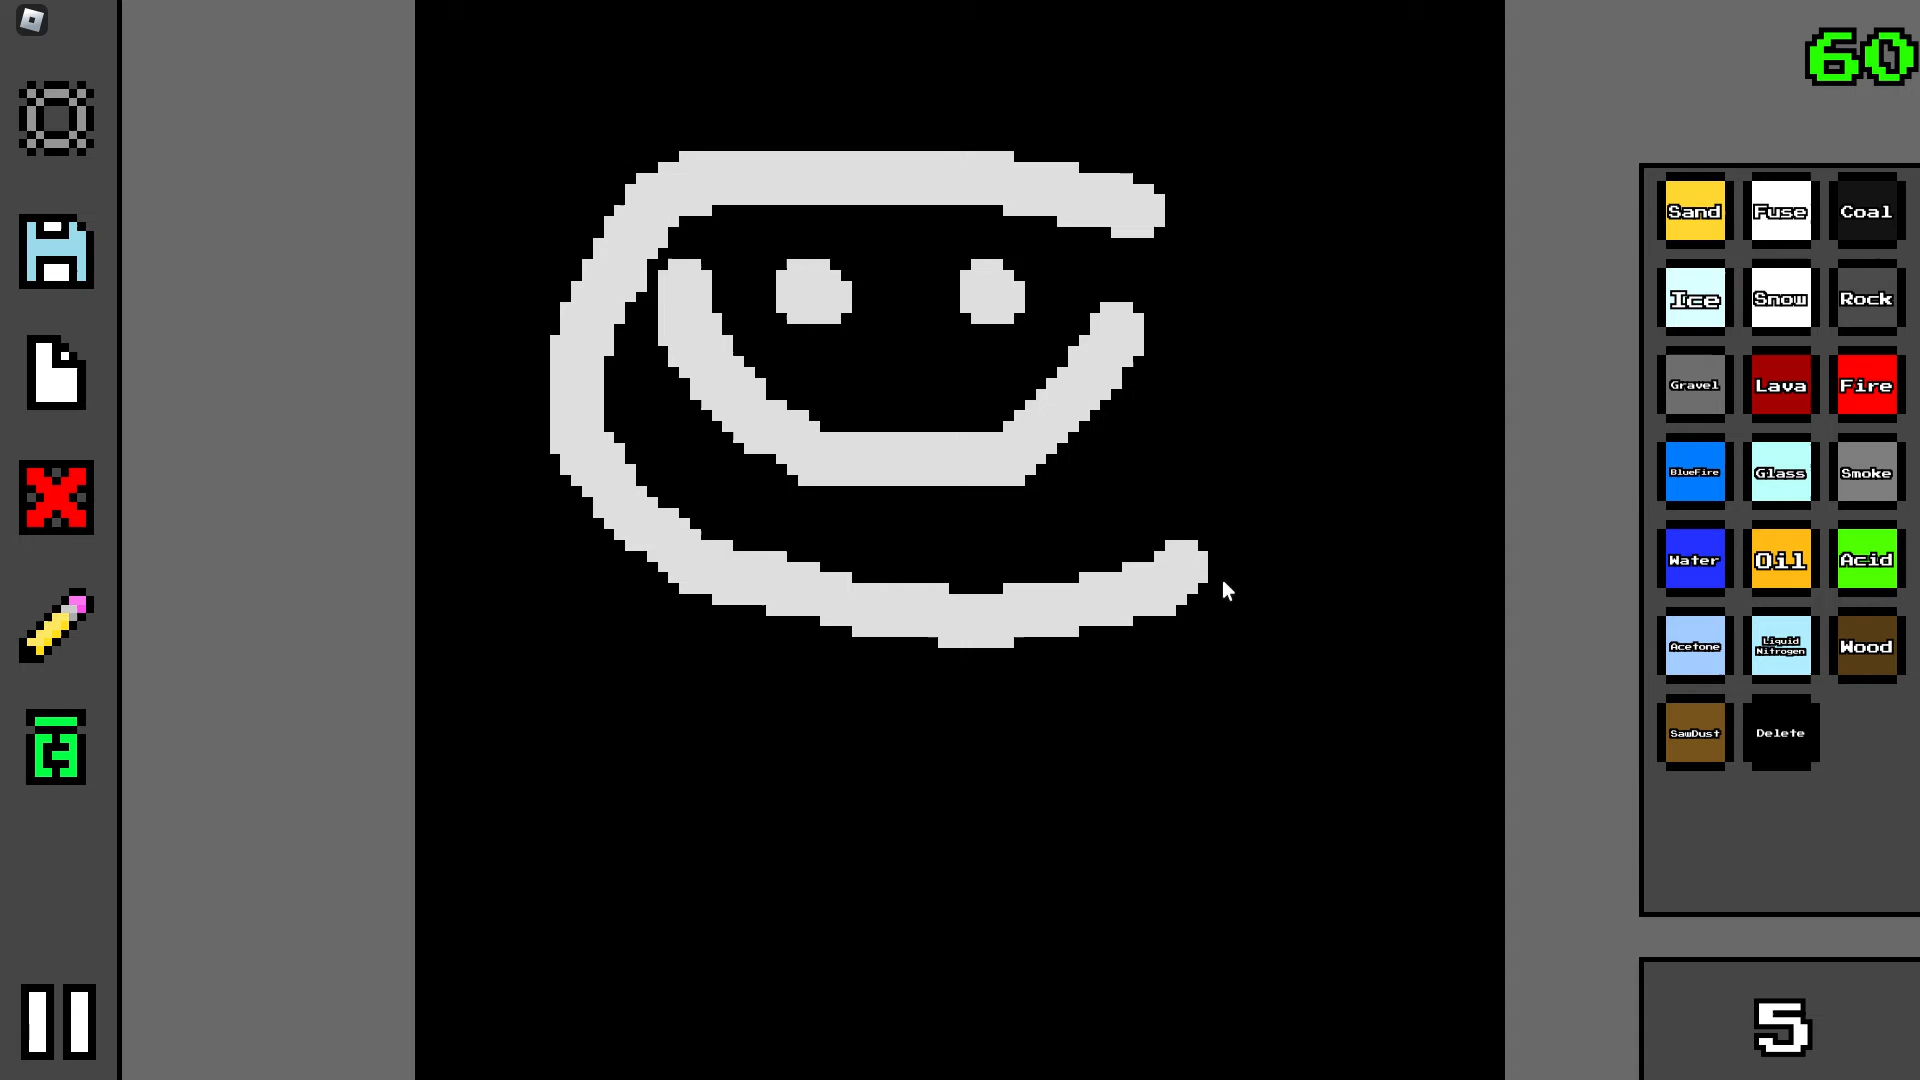 60
Sand Fuse Coal
Ice Snow Rock
Gravel Lava Fire
BlueFire Glass Smoke
Water Oil Acid
Acetone Liquid Nitrogen Wood
SawDust Delete
5